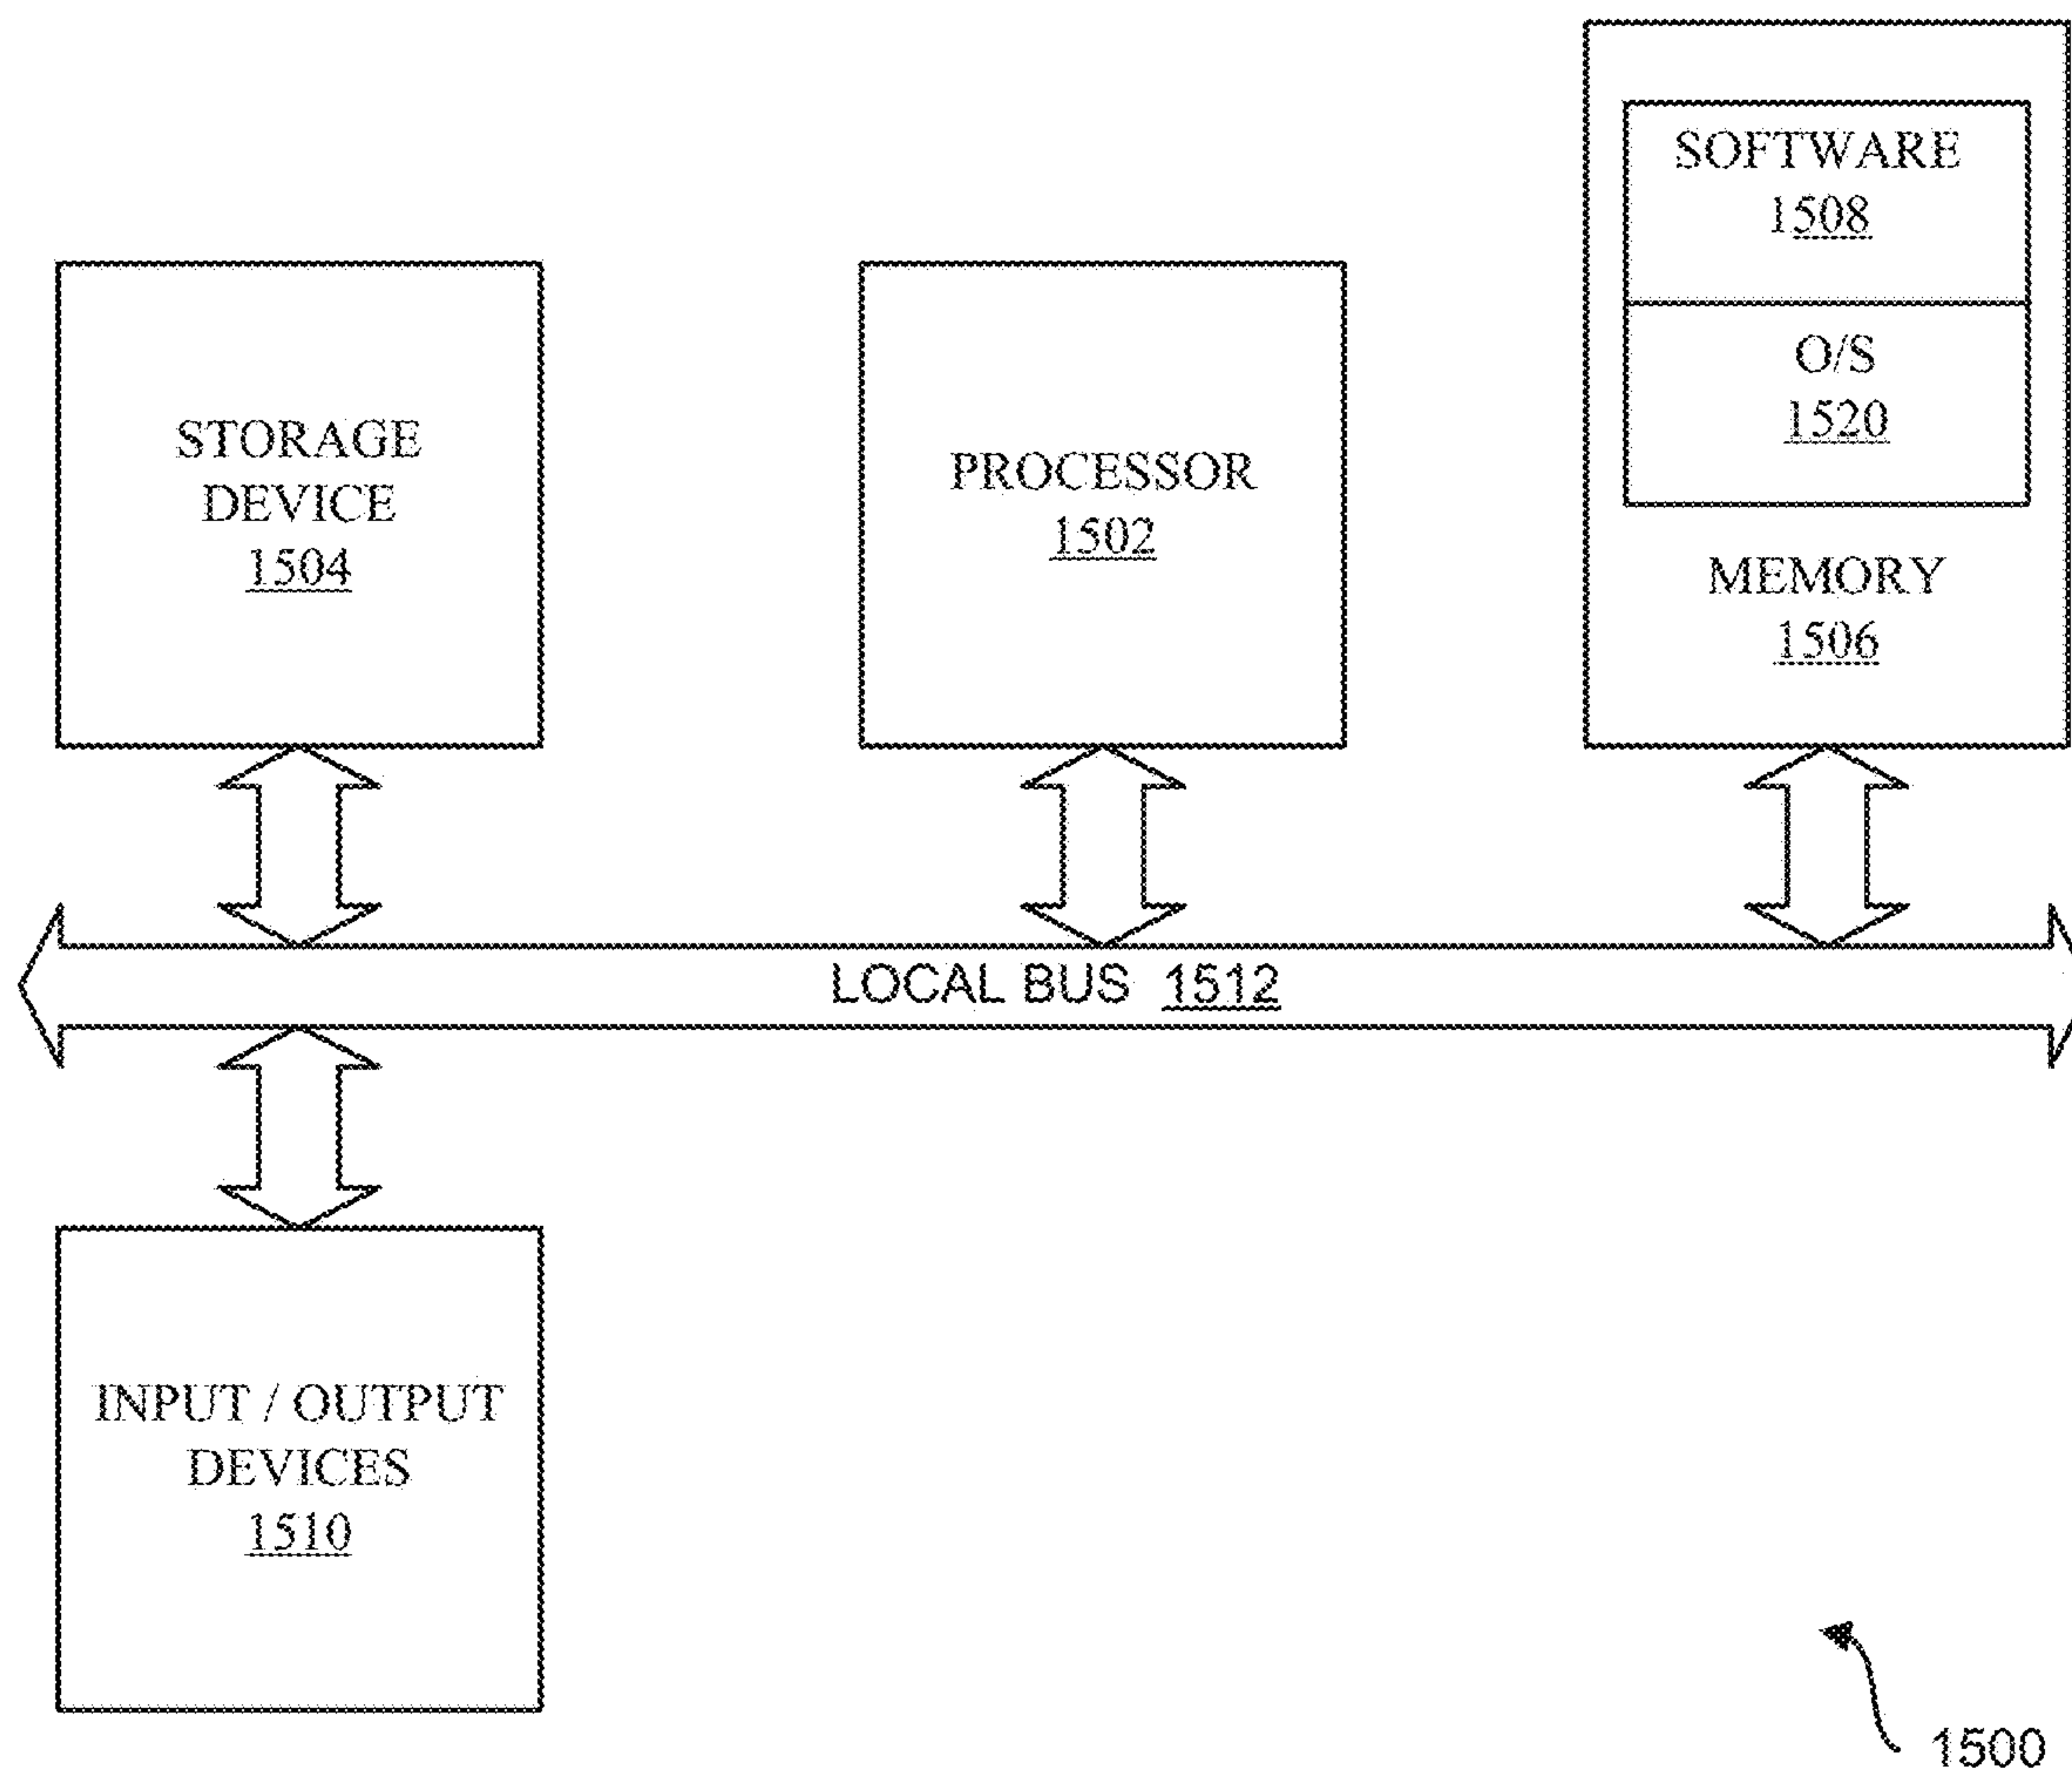 SOFTWARE
1508
O/S
1520
MEMORY
1506
STORAGE
DEVICE
1504
PROCESSOR
1502
LOCAL BUS 1512
INPUT / OUTPUT
DEVICES
1510
1500